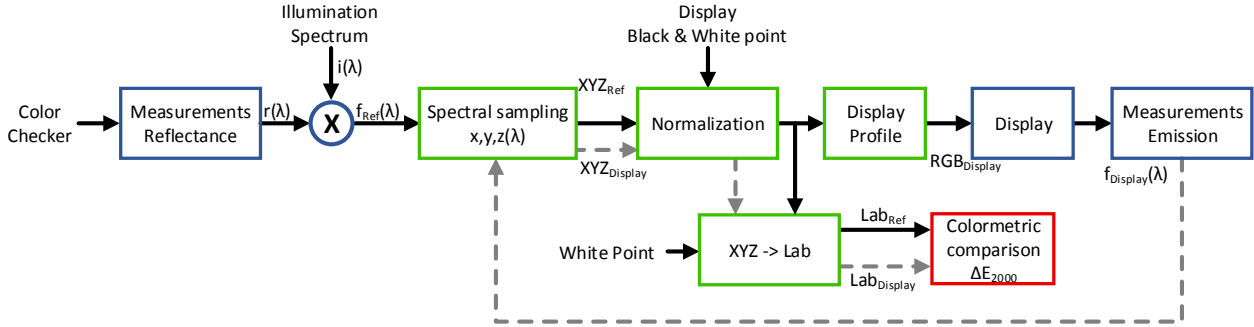 Illumination
Spectrum
i(λ)
Display
Black & White point
Color
Checker
Measurements
Reflectance
r(λ)
X
f_Ref(λ)
Spectral sampling
x,y,z(λ)
XYZ_Ref
XYZ_Display
Normalization
Display
Profile
RGB_Display
Display
Measurements
Emission
f_Display(λ)
White Point
XYZ -> Lab
Lab_Ref
Lab_Display
Colormetric
comparison
ΔE_2000